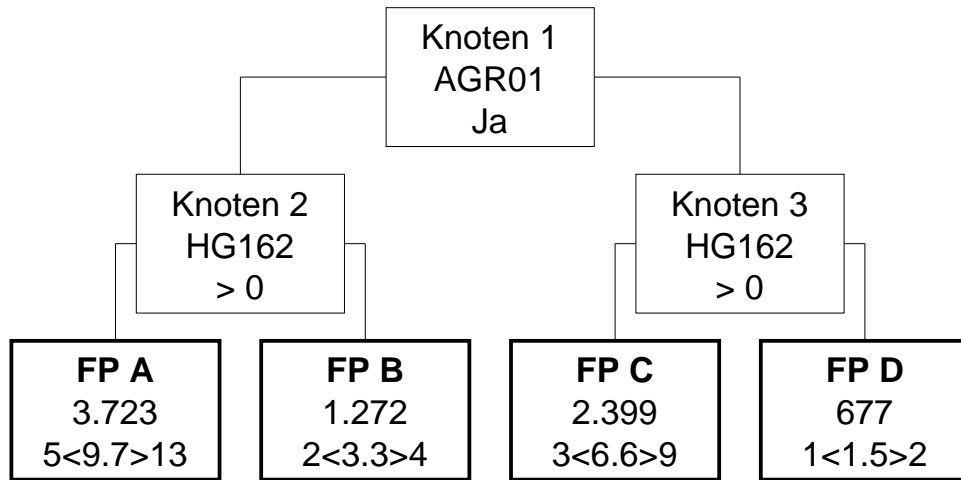 Knoten 1
AGR01
Ja
Knoten 2
HG162
> 0
Knoten 3
HG162
> 0
FP A
3.723
5<9.7>13
FP B
1.272
2<3.3>4
FP C
2.399
3<6.6>9
FP D
677
1<1.5>2